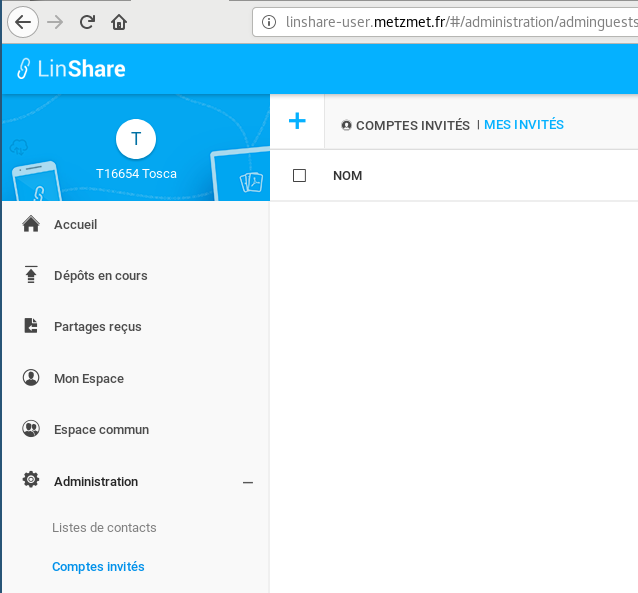 linshare-user.metzmet.fr/#/administration/adminguests
LinShare
T
T16654 Tosca
COMPTES INVITÉS | MES INVITÉS
NOM
Accueil
Dépôts en cours
Partages reçus
Mon Espace
Espace commun
Administration
Listes de contacts
Comptes invités